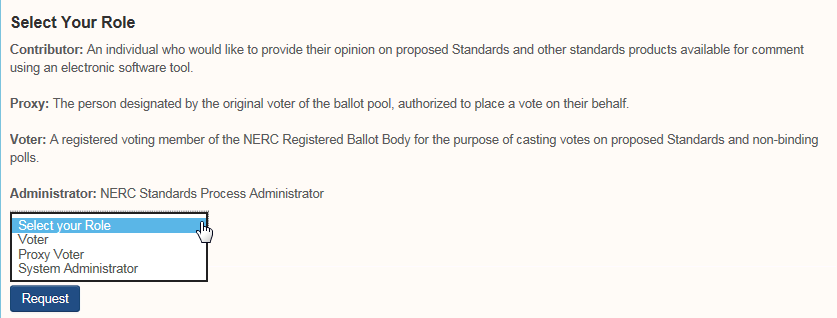 Select Your Role
Contributor: An individual who would like to provide their opinion on proposed Standards and other standards products available for comment
using an electronic software tool.
Proxy: The person designated by the original voter of the ballot pool, authorized to place a vote on their behalf.
Voter: A registered voting member of the NERC Registered Ballot Body for the purpose of casting votes on proposed Standards and non-binding
polls.
Administrator: NERC Standards Process Administrator
Select your Role
Voter
Proxy Voter
System Administrator
Request